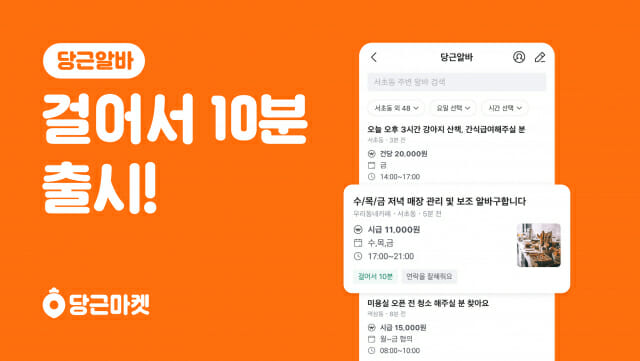 당근알바
걸어서 10분
출시!
당근마켓
당근알바
서초동 주변 알바 검색
서초동 외 48
요일 선택
시간 선택
오늘 오후 3시간 강아지 산책, 간식급여해주실 분
서초동 · 3분 전
건당 20,000원
금
14:00~17:00
수/목/금 저녁 매장 관리 및 보조 알바구합니다
우리동네카페 · 서초동 · 5분 전
시급 11,000원
수,목,금
17:00~21:00
걸어서 10분
연락을 잘해줘요
미용실 오픈 전 청소 해주실 분 찾아요
역삼동 · 8분 전
시급 15,000원
월~금 협의
08:00~10:00